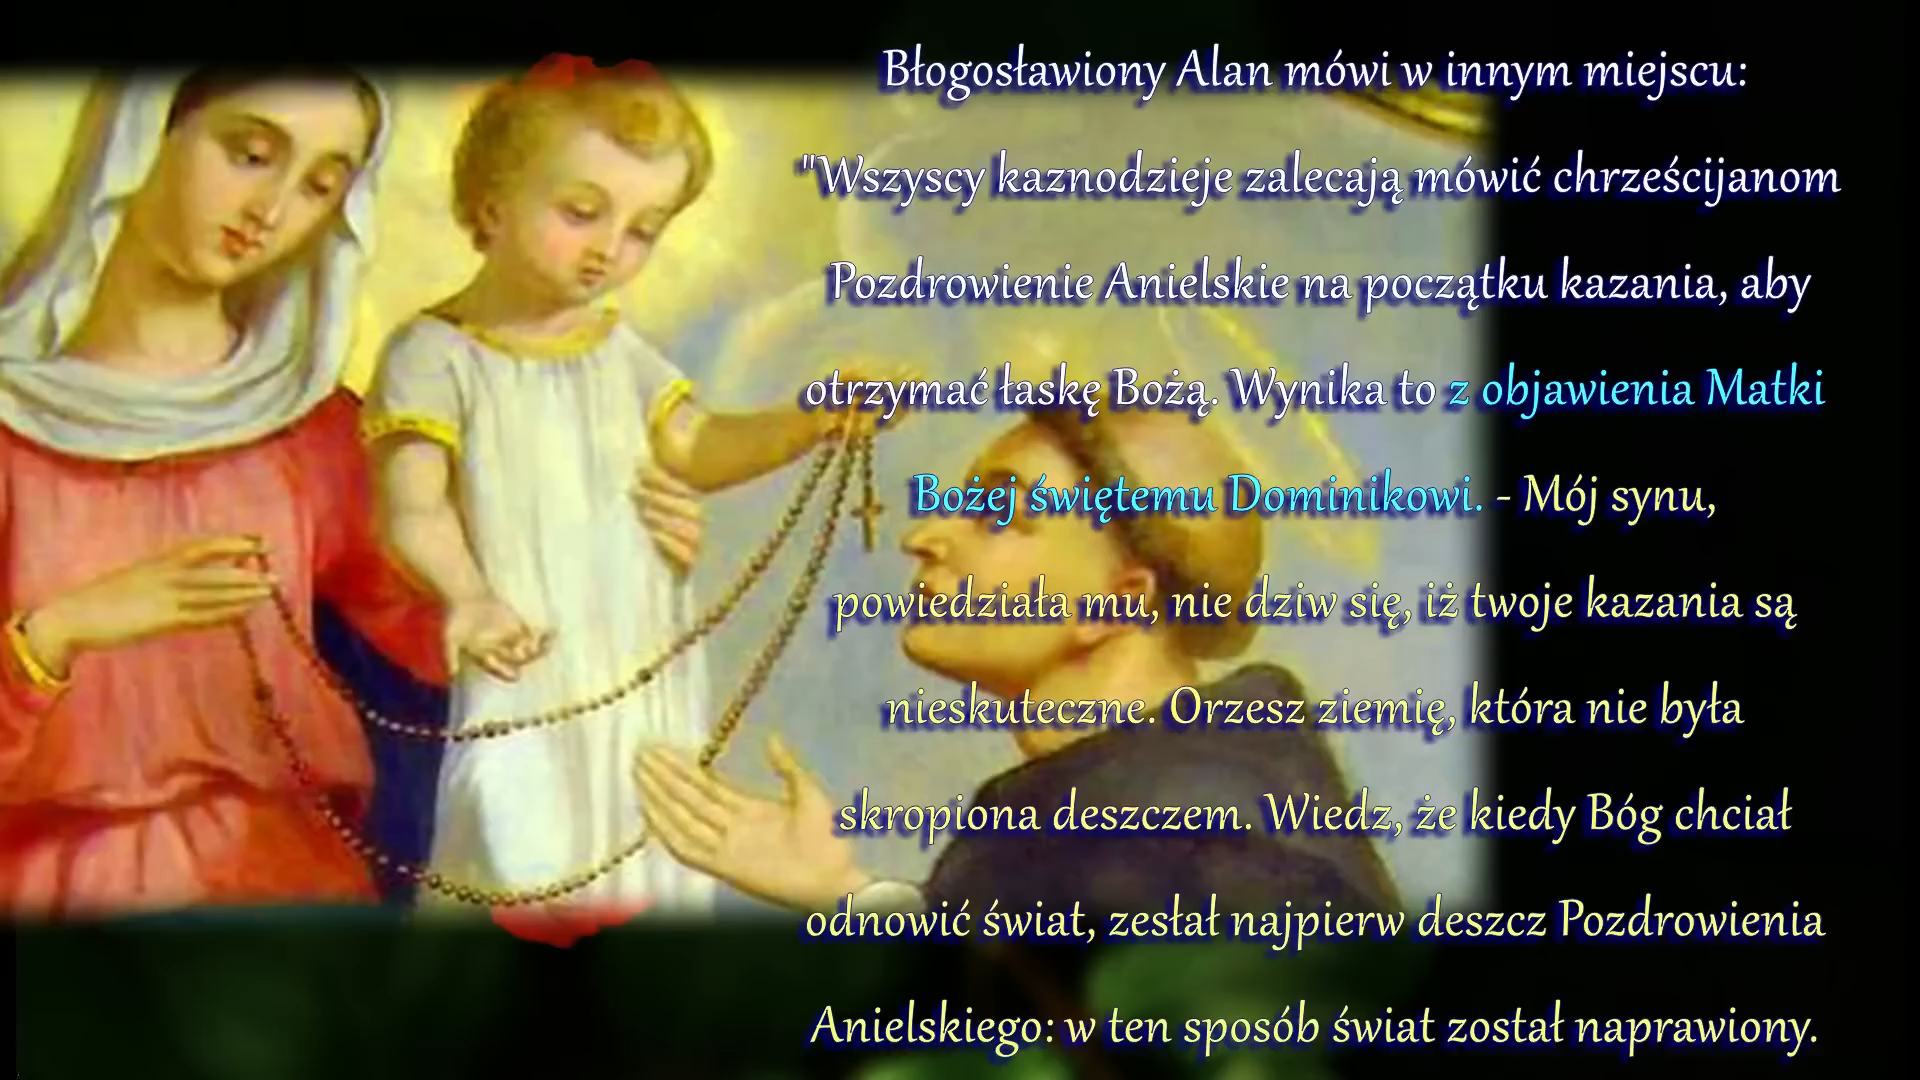 Błogosławiony Alan mówi w innym miejscu:
"Wszyscy kaznodzieje zalecają mówić chrześcijanom
Pozdrowienie Anielskie na początku kazania, aby
otrzymać łaskę Bożą. Wynika to z objawienia Matki
Bożej świętemu Dominikowi. - Mój synu,
powiedziała mu, nie dziw się, iż twoje kazania są
nieskuteczne. Orzesz ziemię, która nie była
skropiona deszczem. Wiedz, że kiedy Bóg chciał
odnowić świat, zesłał najpierw deszcz Pozdrowienia
Anielskiego: w ten sposób świat został naprawiony.